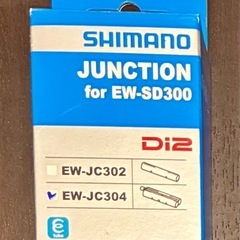 SHIMANO
JUNCTION
for EW-SD300
Di2
EW-JC302
EW-JC304